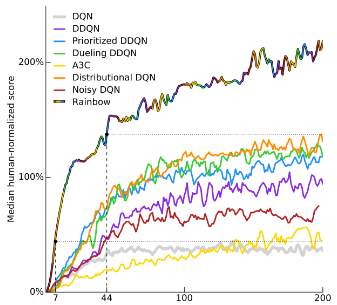 DQN
DDQN
Prioritized DDQN
Dueling DDQN
A3C
Distributional DQN
Noisy DQN
Rainbow
200%
100%
0%
Median human-normalized score
7
44
100
200